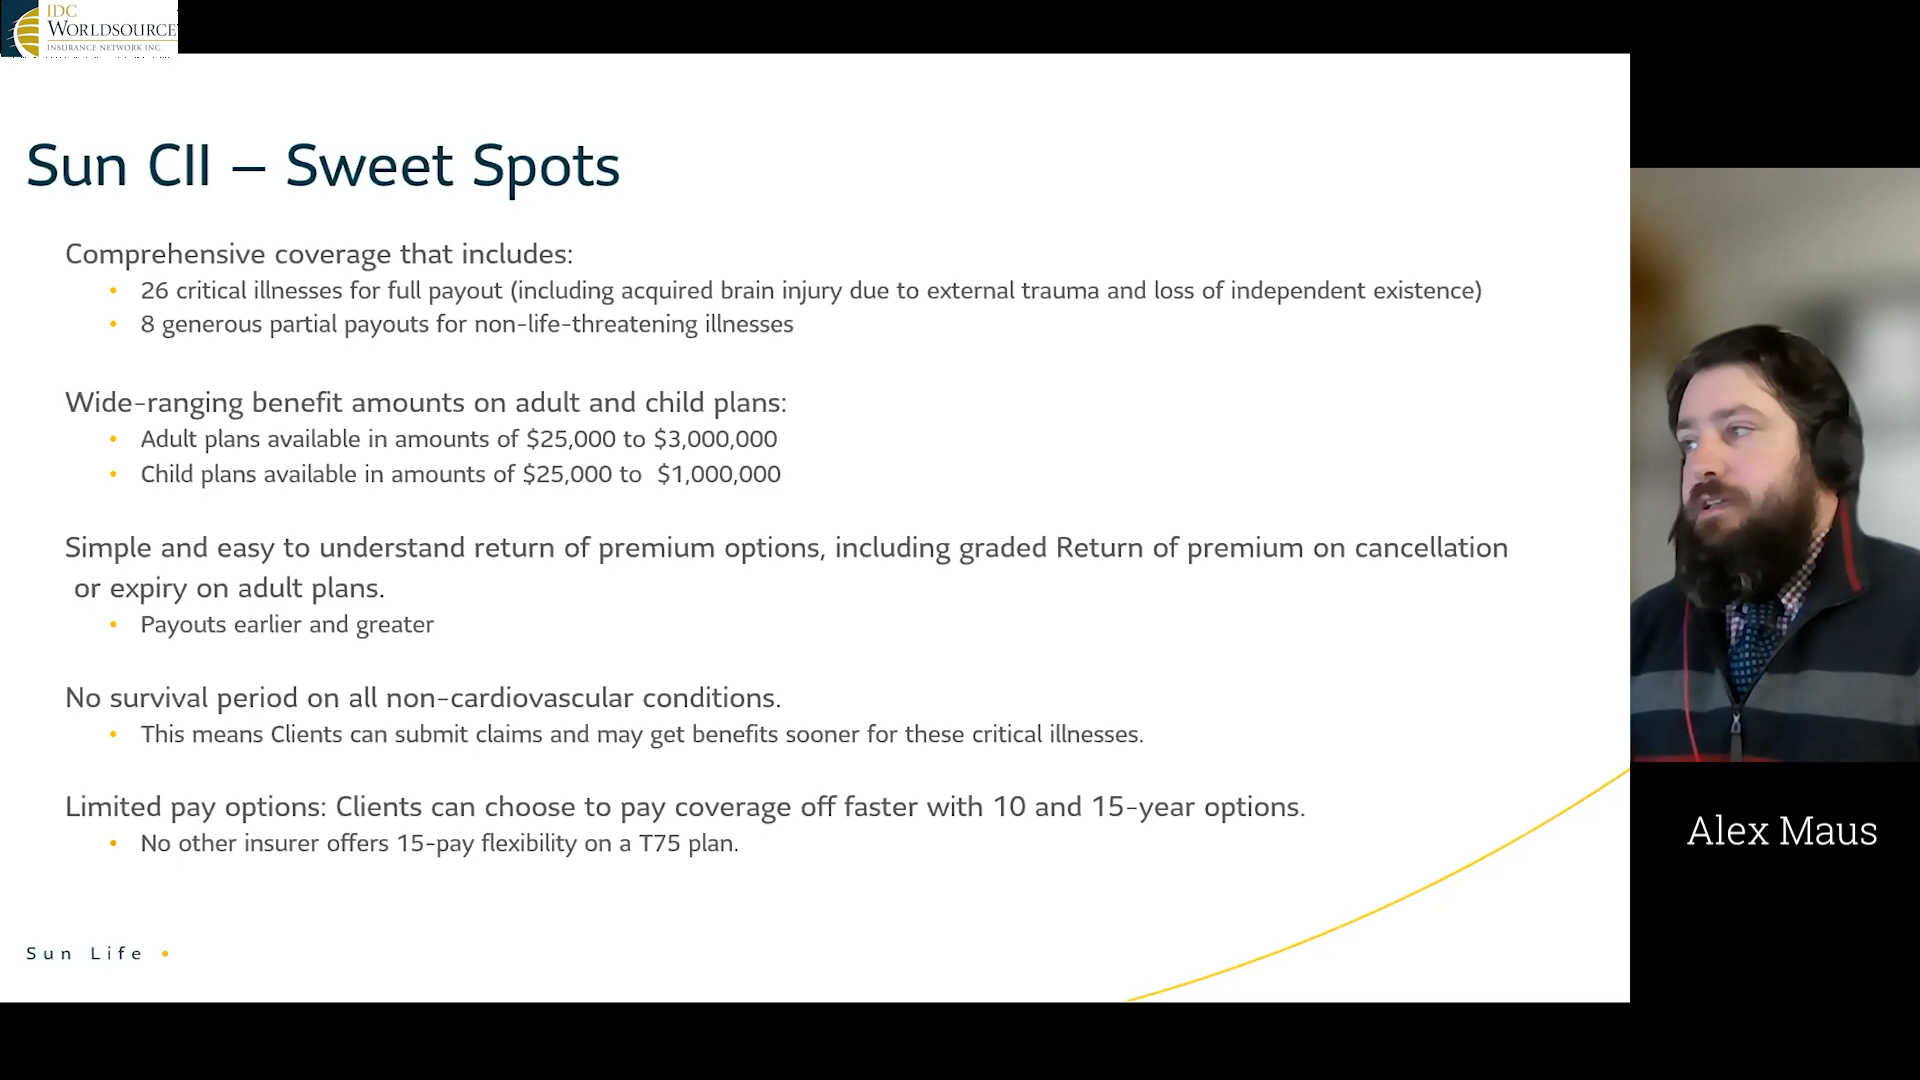 IDC
WORLDSOURCE
INSURANCE NETWORK INC.
Sun CII – Sweet Spots
Comprehensive coverage that includes:
• 26 critical illnesses for full payout (including acquired brain injury due to external trauma and loss of independent existence)
• 8 generous partial payouts for non-life-threatening illnesses
Wide-ranging benefit amounts on adult and child plans:
• Adult plans available in amounts of $25,000 to $3,000,000
• Child plans available in amounts of $25,000 to $1,000,000
Simple and easy to understand return of premium options, including graded Return of premium on cancellation
or expiry on adult plans.
• Payouts earlier and greater
No survival period on all non-cardiovascular conditions.
• This means Clients can submit claims and may get benefits sooner for these critical illnesses.
Limited pay options: Clients can choose to pay coverage off faster with 10 and 15-year options.
• No other insurer offers 15-pay flexibility on a T75 plan.
Alex Maus
Sun Life